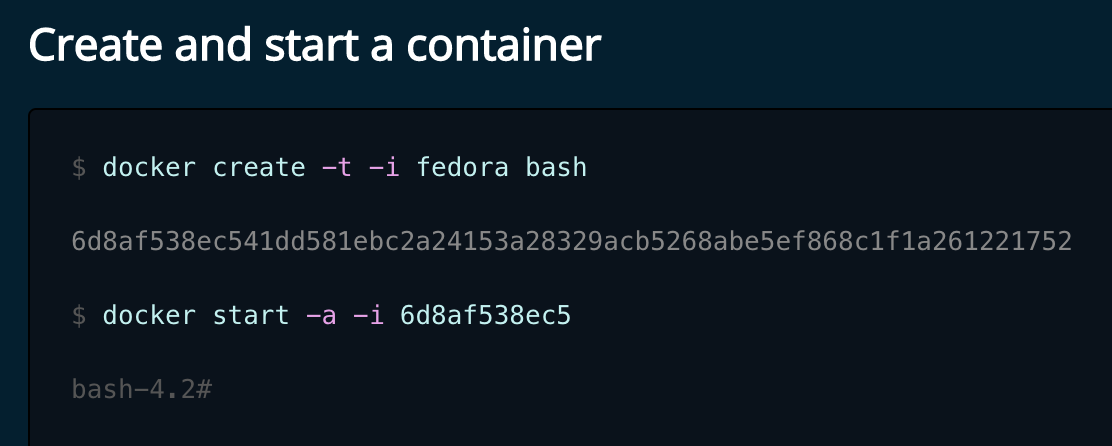 Create and start a container
$ docker create -t -i fedora bash
6d8af538ec541dd581ebc2a24153a28329acb5268abe5ef868c1f1a261221752
$ docker start -a -i 6d8af538ec5
bash-4.2#